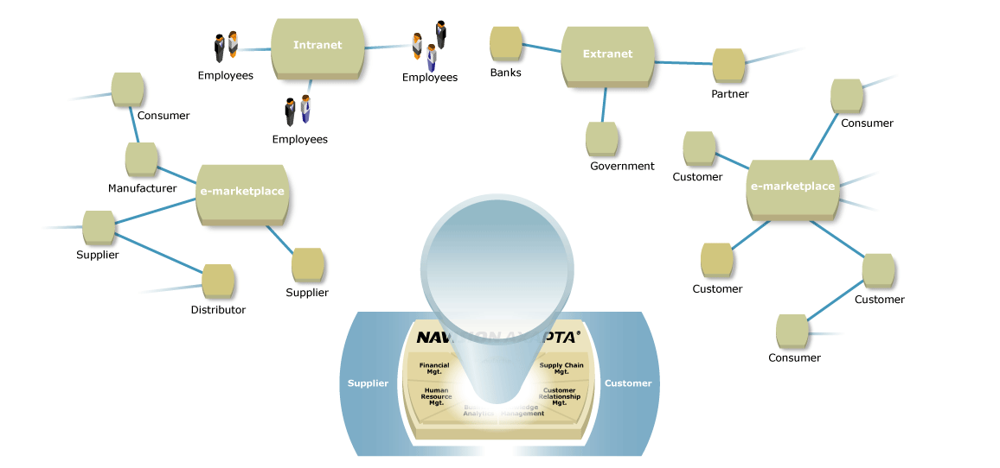 Intranet
Employees
Employees
Employees
Extranet
Banks
Partner
Government
Consumer
Manufacturer
e-marketplace
Supplier
Distributor
Supplier
Consumer
Customer
e-marketplace
Customer
Customer
Consumer
Supplier
Customer
Financial
Mgt.
Supply Chain
Mgt.
Human
Resource
Mgt.
Customer
Relationship
Mgt.
Management